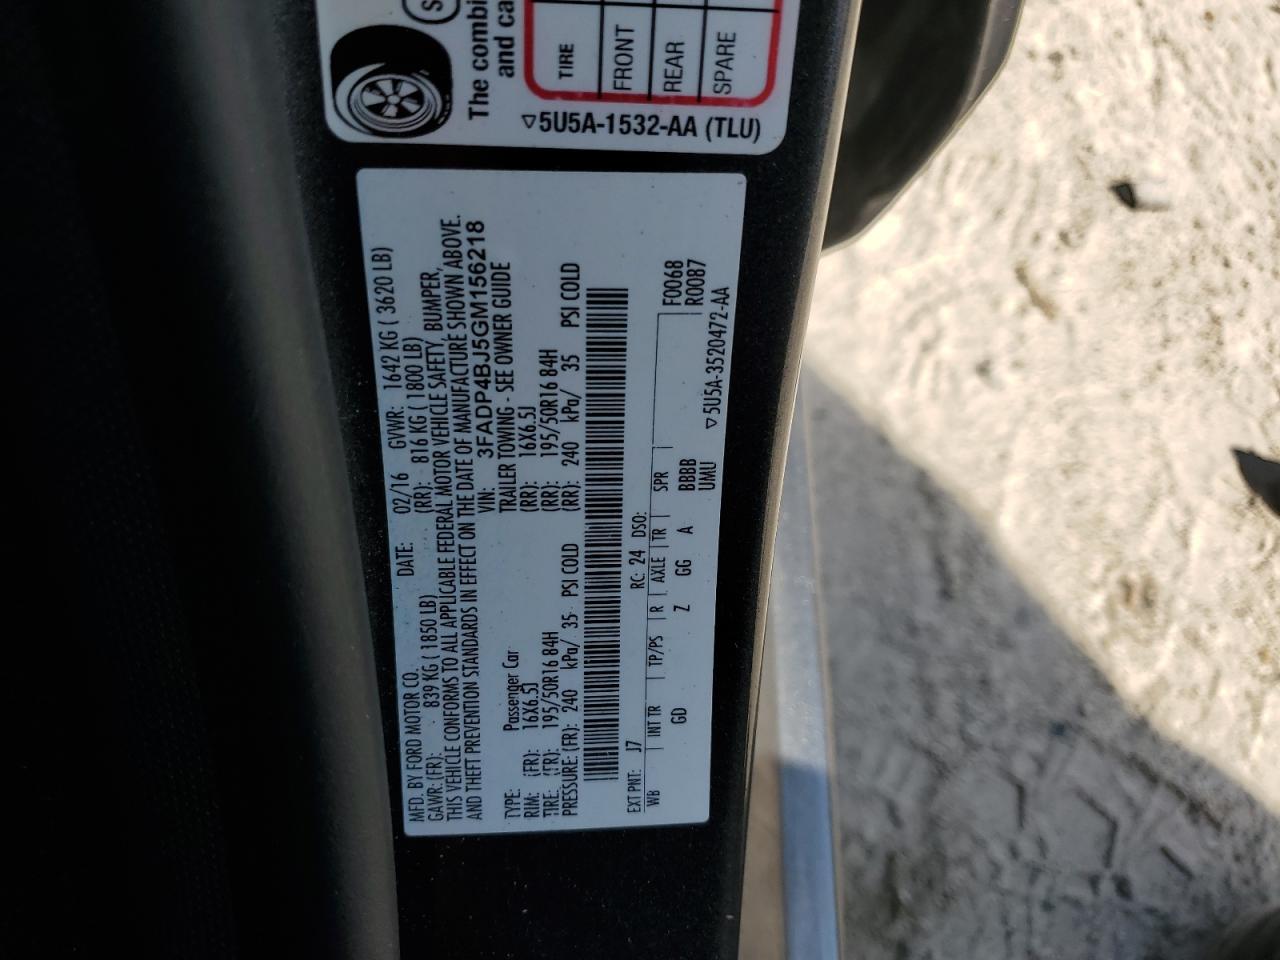 The combi
and ca
TIRE
FRONT
REAR
SPARE
5U5A-1532-AA (TLU)
MFD. BY FORD MOTOR CO. DATE: 02/16 GVWR: 1642 KG ( 3620 LB)
GAWR: (FR): 839 KG ( 1850 LB) (RR): 816 KG ( 1800 LB)
THIS VEHICLE CONFORMS TO ALL APPLICABLE FEDERAL MOTOR VEHICLE SAFETY, BUMPER,
AND THEFT PREVENTION STANDARDS IN EFFECT ON THE DATE OF MANUFACTURE SHOWN ABOVE.
VIN: 3FADP4BJ5GM156218
TYPE: Passenger Car TRAILER TOWING - SEE OWNER GUIDE
RIM: (FR): 16X6.5J (RR): 16X6.5J
TIRE: (FR): 195/50R16 84H (RR): 195/50R16 84H
PRESSURE: (FR): 240 kPa/ 35 PSI COLD (RR): 240 kPa/ 35 PSI COLD
EXT PNT: J7 RC: 24 DSO: F0068
WB INT TR TP/PS R AXLE TR SPR R0087
GD Z GG A BBBB
UMU
5U5A-3520472-AA